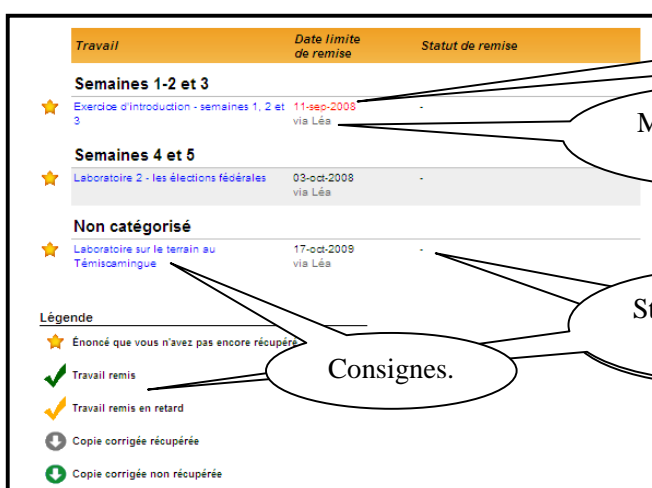 Travail Date limite de remise Statut de remise
Semaines 1-2 et 3
Exercice d'introduction - semaines 1, 2 et 3 11-sep-2008 -
via Léa
Semaines 4 et 5
Laboratoire 2 - les élections fédérales 03-oct-2008 -
via Léa
Non catégorisé
Laboratoire sur le terrain au Témiscamingue 17-oct-2009 -
via Léa
Légende
Énoncé que vous n'avez pas encore récupéré
Travail remis
Travail remis en retard
Copie corrigée récupérée
Copie corrigée non récupérée
Consignes.
M
St